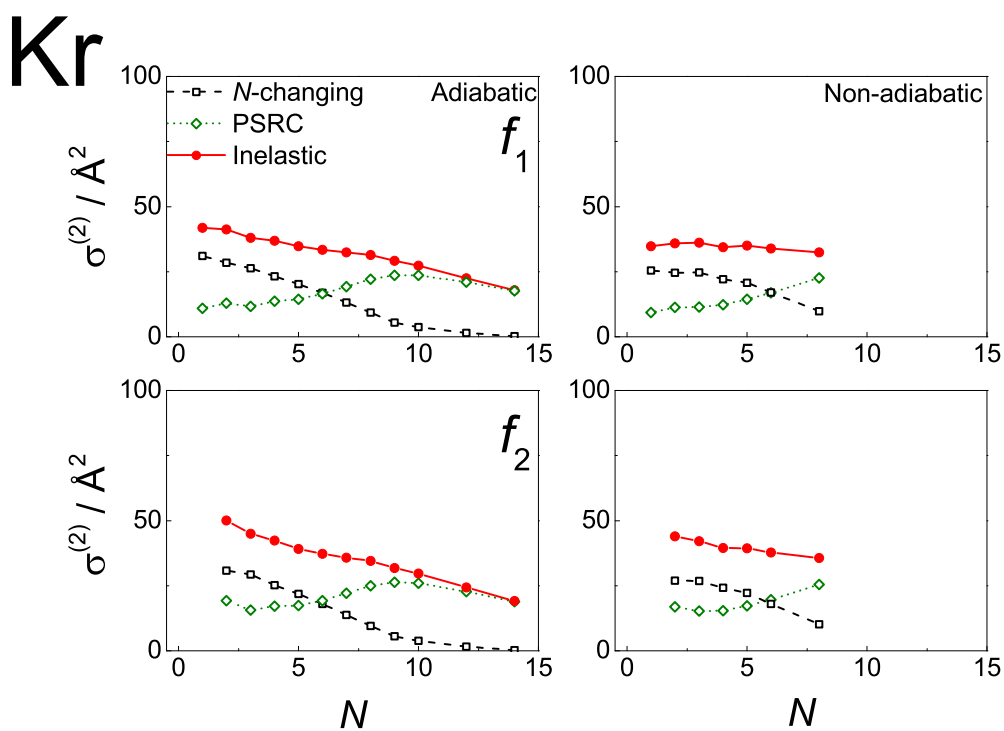 Kr
100
50
0
σ(2) / Å2
N-changing
PSRC
Inelastic
Adiabatic
f1
0 5 10 15
Non-adiabatic
100
50
0
0 5 10 15
100
50
0
σ(2) / Å2
f2
0 5 10 15
N
100
50
0
0 5 10 15
N